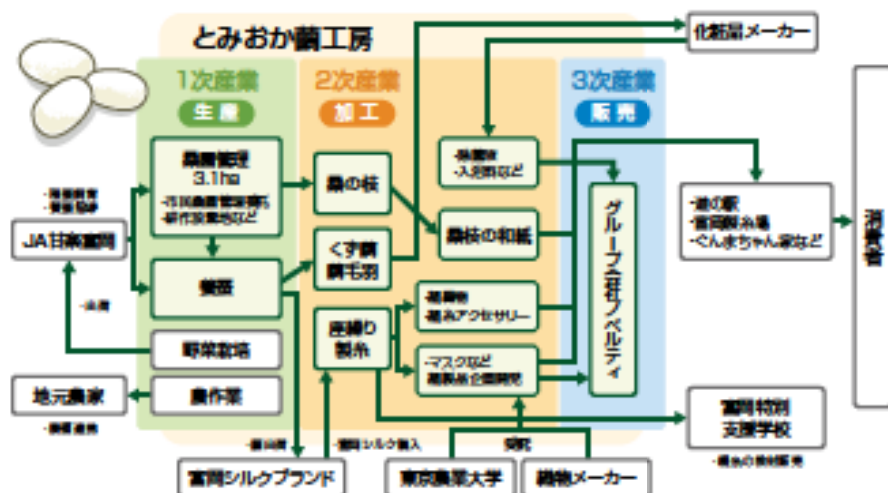 とみおか繭工房
1次産業
生産
2次産業
加工
3次産業
販売
化粧品メーカー
桑園管理
3.1ha
桑の枝
・入浴剤など
桑枝の和紙
くず繭
繭毛羽
養蚕
グループ会社ノベルティ
・道の駅
・富岡製糸場
・ぐんまちゃん家など
消費者
JA甘楽富岡
・出荷
野菜栽培
座繰り
製糸
・マスクなど
地元農家
農作業
富岡特別
支援学校
富岡シルクブランド
東京農業大学
織物メーカー